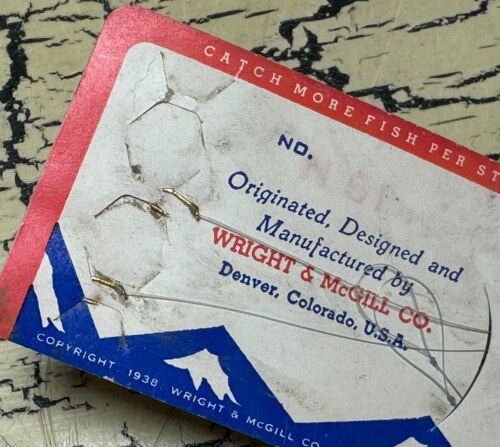 CATCH MORE FISH PER ST
NO.
Originated, Designed and
Manufactured by
WRIGHT & McGILL CO.
Denver, Colorado, U.S.A.
COPYRIGHT 1938 WRIGHT & McGILL CO